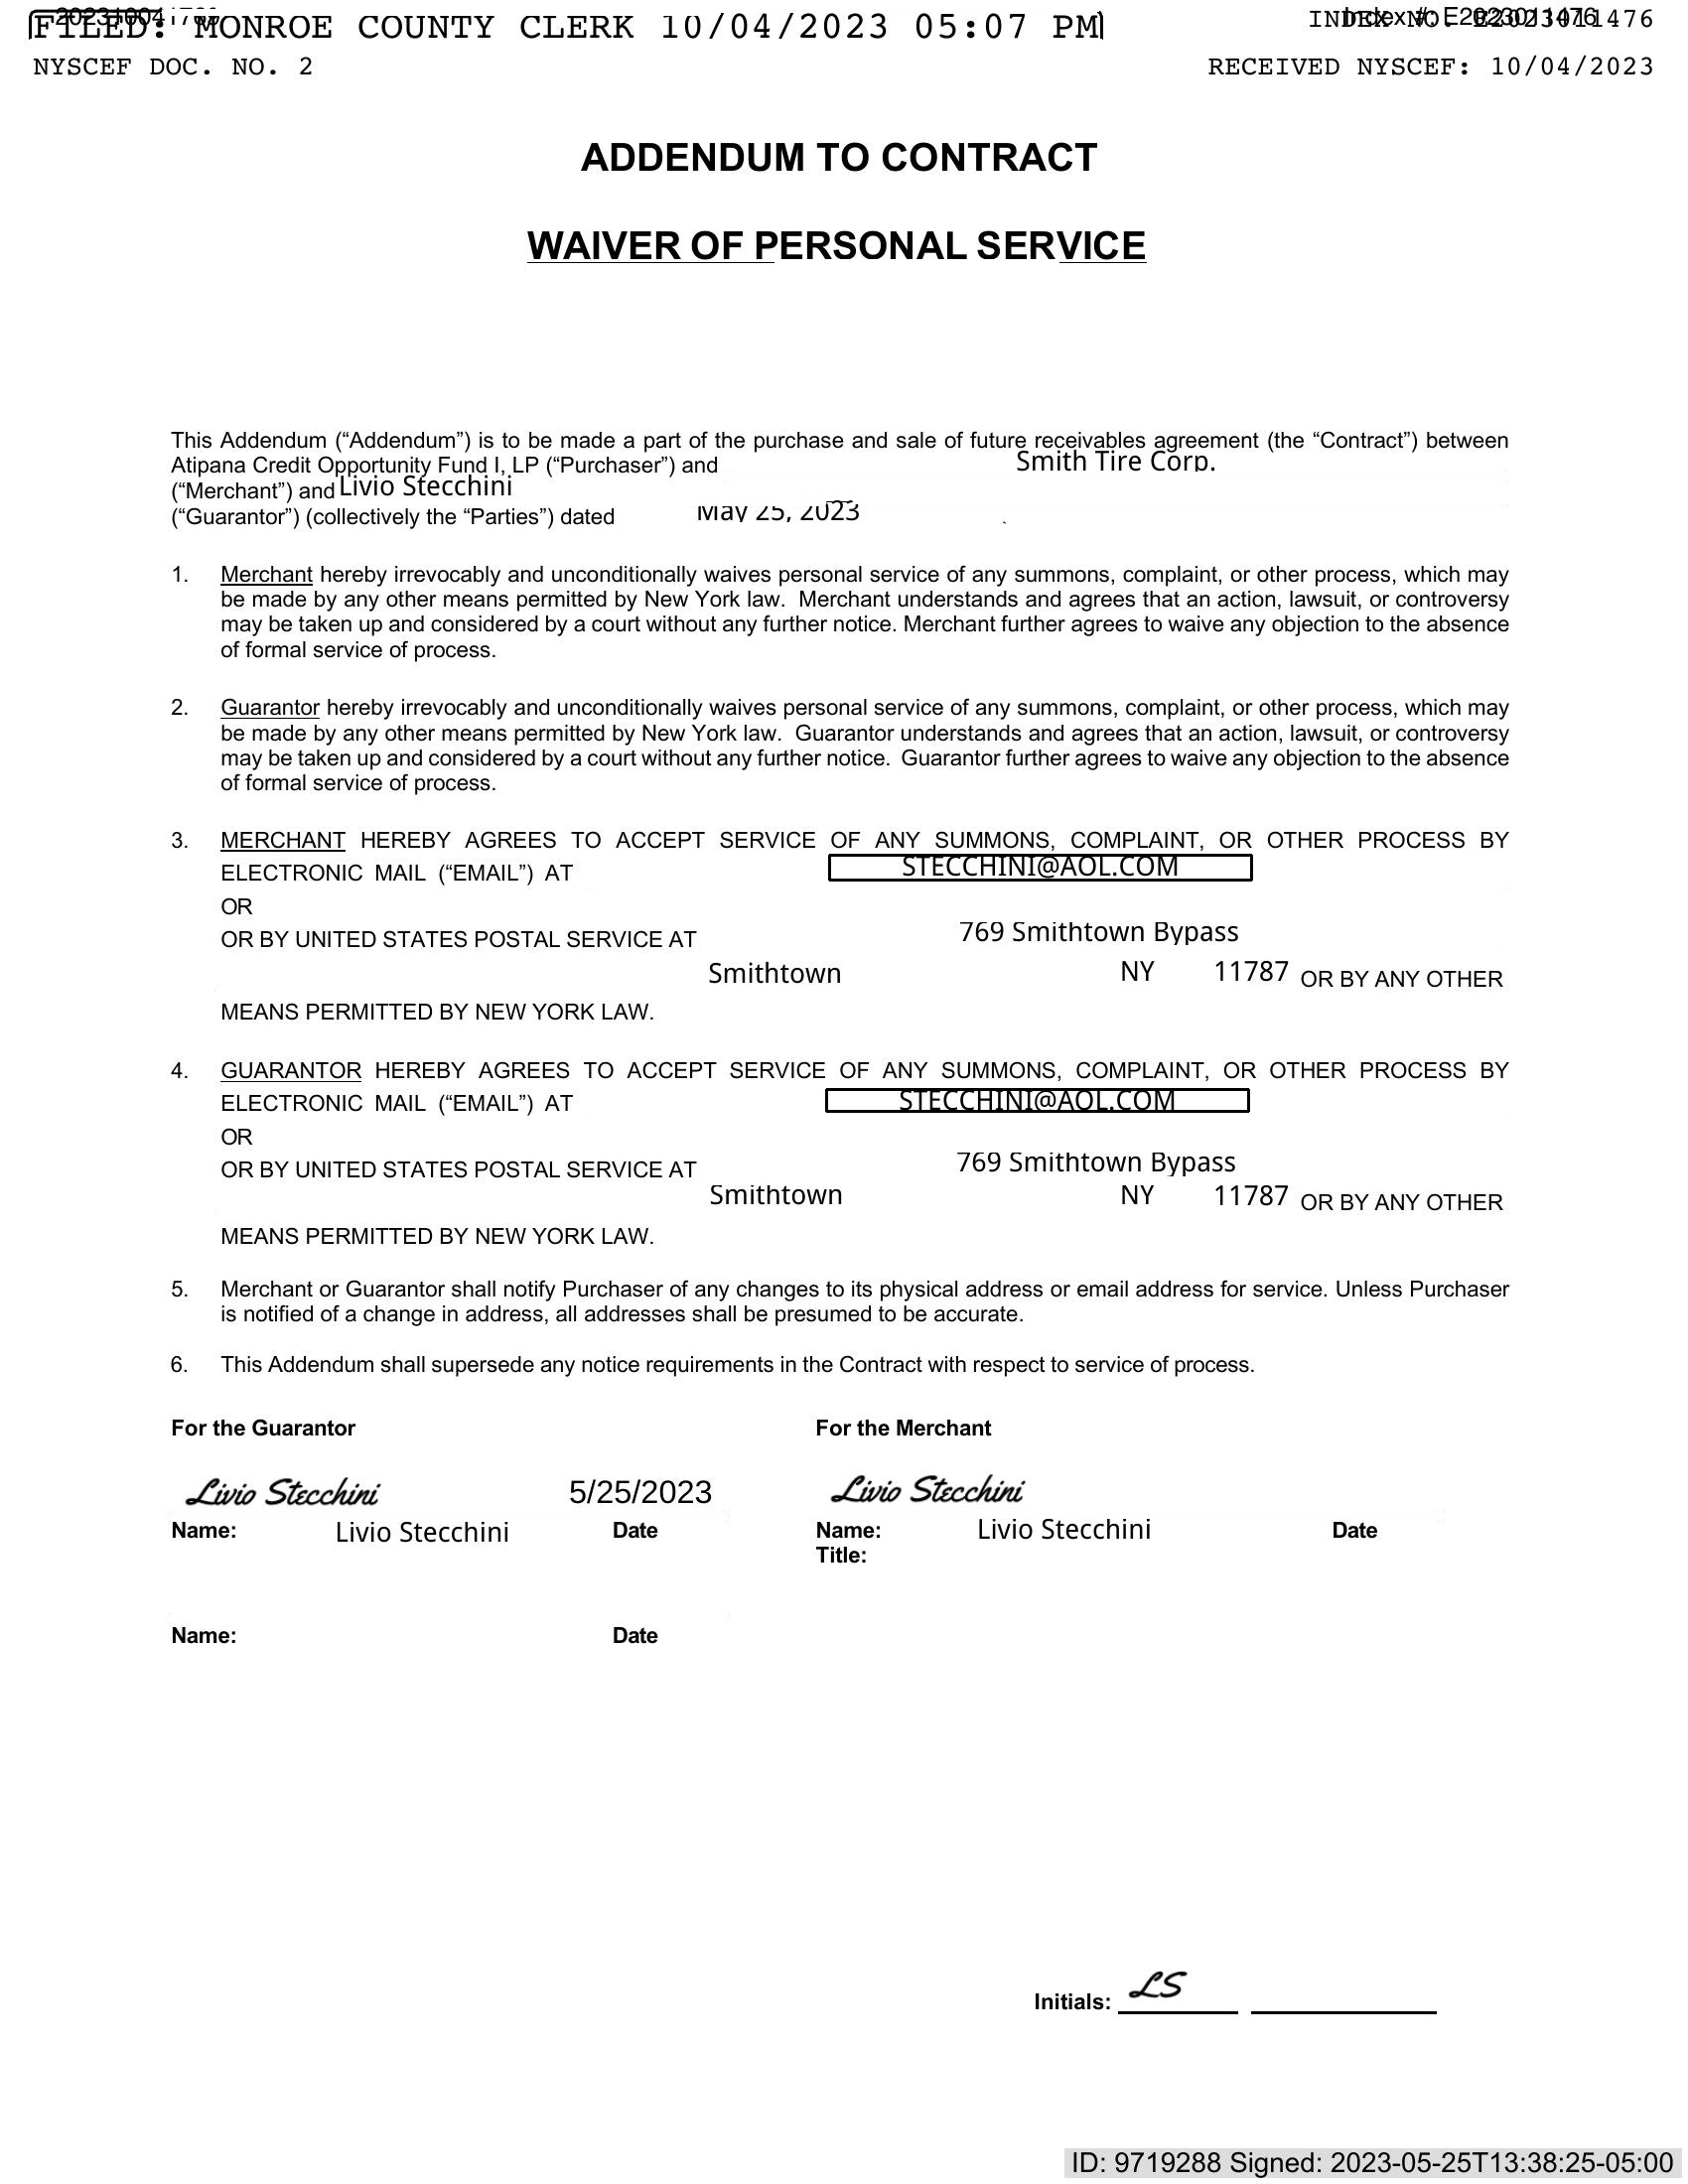 FILED: MONROE COUNTY CLERK 10/04/2023 05:07 PM
INDEX NO. E2023011476
NYSCEF DOC. NO. 2
RECEIVED NYSCEF: 10/04/2023
ADDENDUM TO CONTRACT
WAIVER OF PERSONAL SERVICE
This Addendum (“Addendum”) is to be made a part of the purchase and sale of future receivables agreement (the “Contract”) between
Atipana Credit Opportunity Fund I, LP (“Purchaser”) and Smith Tire Corp.
(“Merchant”) and Livio Stecchini
(“Guarantor”) (collectively the “Parties”) dated May 25, 2023 .
1. Merchant hereby irrevocably and unconditionally waives personal service of any summons, complaint, or other process, which may
be made by any other means permitted by New York law. Merchant understands and agrees that an action, lawsuit, or controversy
may be taken up and considered by a court without any further notice. Merchant further agrees to waive any objection to the absence
of formal service of process.
2. Guarantor hereby irrevocably and unconditionally waives personal service of any summons, complaint, or other process, which may
be made by any other means permitted by New York law. Guarantor understands and agrees that an action, lawsuit, or controversy
may be taken up and considered by a court without any further notice. Guarantor further agrees to waive any objection to the absence
of formal service of process.
3. MERCHANT HEREBY AGREES TO ACCEPT SERVICE OF ANY SUMMONS, COMPLAINT, OR OTHER PROCESS BY
ELECTRONIC MAIL (“EMAIL”) AT STECCHINI@AOL.COM
OR
OR BY UNITED STATES POSTAL SERVICE AT 769 Smithtown Bypass
Smithtown NY 11787 OR BY ANY OTHER
MEANS PERMITTED BY NEW YORK LAW.
4. GUARANTOR HEREBY AGREES TO ACCEPT SERVICE OF ANY SUMMONS, COMPLAINT, OR OTHER PROCESS BY
ELECTRONIC MAIL (“EMAIL”) AT STECCHINI@AOL.COM
OR
OR BY UNITED STATES POSTAL SERVICE AT 769 Smithtown Bypass
Smithtown NY 11787 OR BY ANY OTHER
MEANS PERMITTED BY NEW YORK LAW.
5. Merchant or Guarantor shall notify Purchaser of any changes to its physical address or email address for service. Unless Purchaser
is notified of a change in address, all addresses shall be presumed to be accurate.
6. This Addendum shall supersede any notice requirements in the Contract with respect to service of process.
For the Guarantor
For the Merchant
Livio Stecchini 5/25/2023
Livio Stecchini
Name: Livio Stecchini Date
Name: Livio Stecchini Date
Title:
Name: Date
Initials: LS
ID: 9719288 Signed: 2023-05-25T13:38:25-05:00